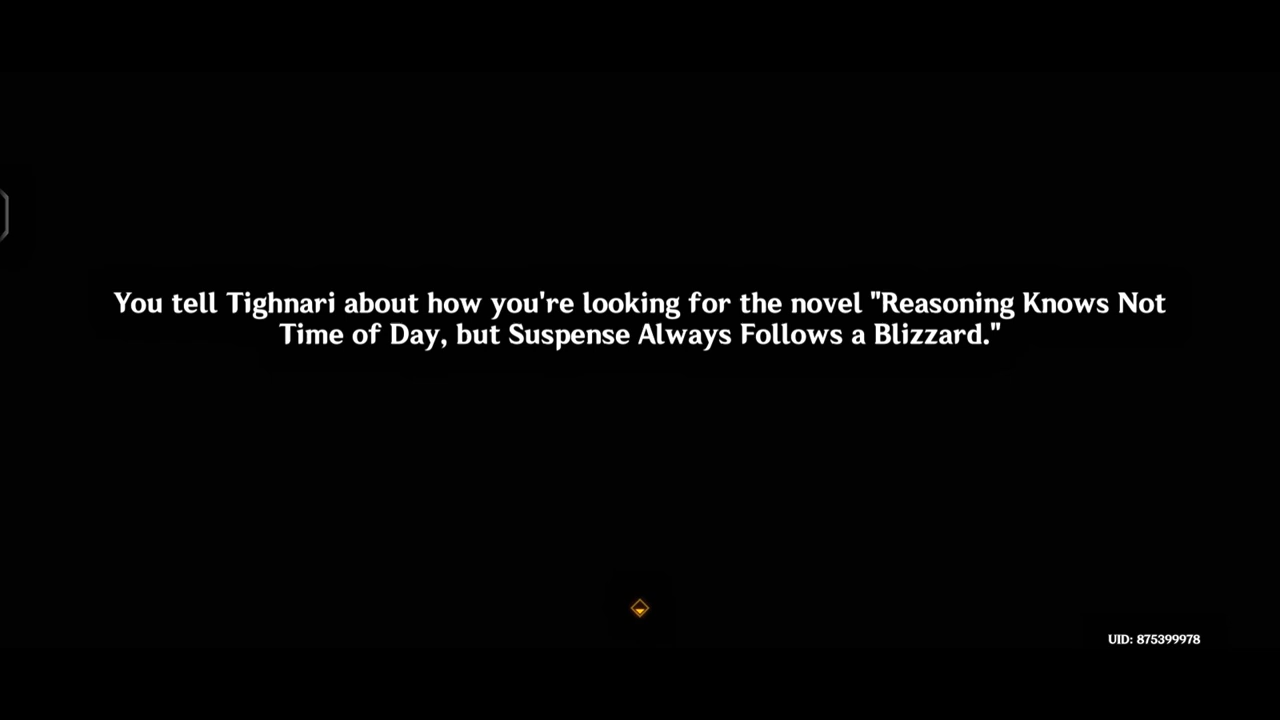 You tell Tighnari about how you're looking for the novel "Reasoning Knows Not
Time of Day, but Suspense Always Follows a Blizzard."
UID: 875399978